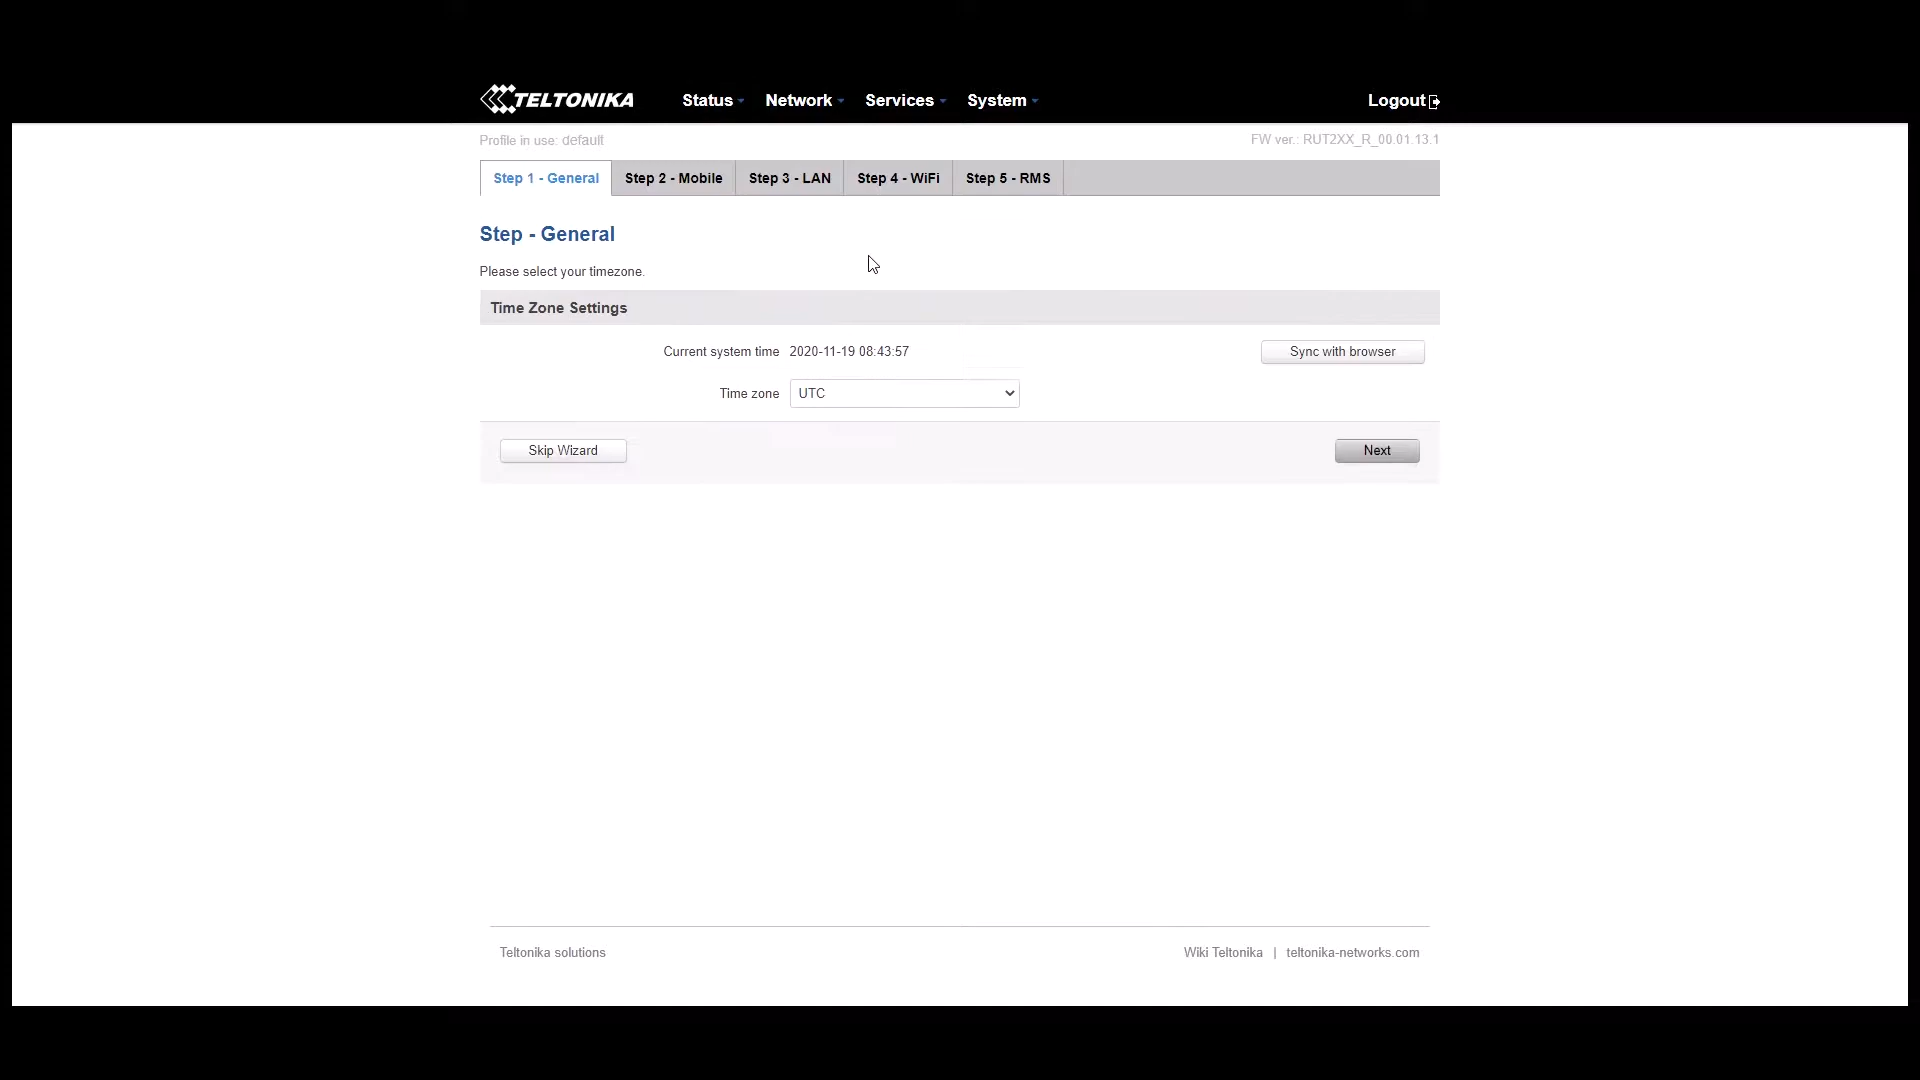 TELTONIKA Status Network Services System Logout
Profile in use: default FW ver.: RUT2XX_R_00.01.13.1
Step 1 - General Step 2 - Mobile Step 3 - LAN Step 4 - WiFi Step 5 - RMS
Step - General
Please select your timezone.
Time Zone Settings
Current system time 2020-11-19 08:43:57 Sync with browser
Time zone UTC
Skip Wizard Next
Teltonika solutions Wiki Teltonika | teltonika-networks.com